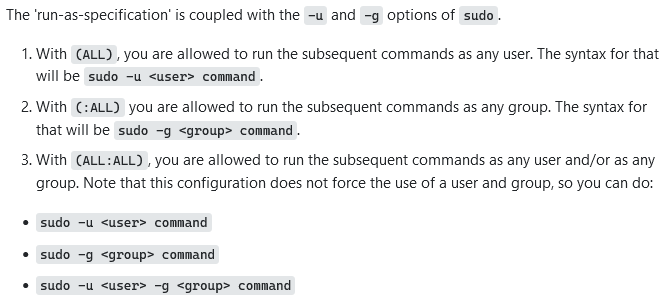 The 'run-as-specification' is coupled with the -u and -g options of sudo.
1. With (ALL), you are allowed to run the subsequent commands as any user. The syntax for that
will be sudo -u <user> command.
2. With (:ALL) you are allowed to run the subsequent commands as any group. The syntax for
that will be sudo -g <group> command.
3. With (ALL:ALL), you are allowed to run the subsequent commands as any user and/or as any
group. Note that this configuration does not force the use of a user and group, so you can do:
• sudo -u <user> command
• sudo -g <group> command
• sudo -u <user> -g <group> command